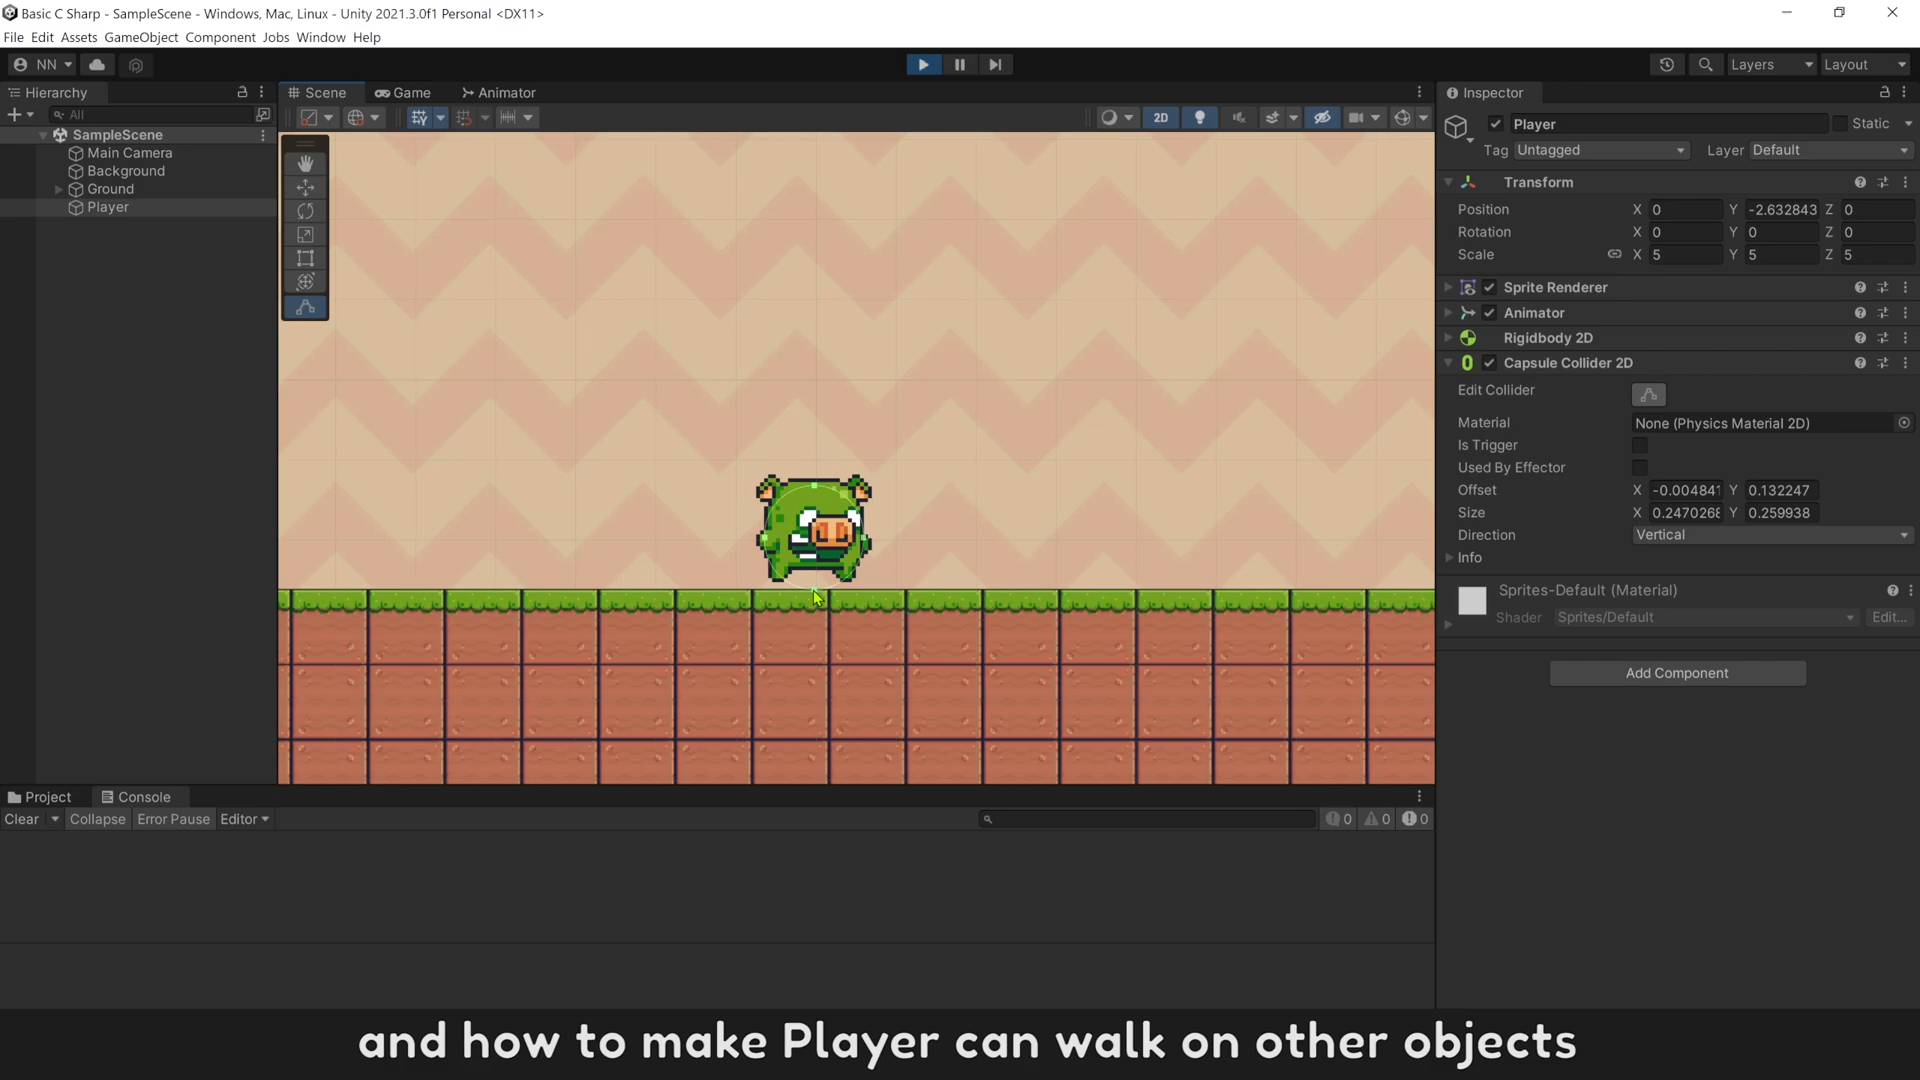 Basic C Sharp - SampleScene - Windows, Mac, Linux - Unity 2021.3.0f1 Personal <DX11>
File Edit Assets GameObject Component Jobs Window Help
NN
Layers
Layout
Hierarchy
Scene
Game
Animator
Inspector
All
2D
Player
Static
SampleScene
Main Camera
Background
Ground
Player
Tag Untagged
Layer Default
Transform
Position X 0 Y -2.632843 Z 0
Rotation X 0 Y 0 Z 0
Scale X 5 Y 5 Z 5
Sprite Renderer
Animator
Rigidbody 2D
Capsule Collider 2D
Edit Collider
Material None (Physics Material 2D)
Is Trigger
Used By Effector
Offset X -0.004841 Y 0.132247
Size X 0.2470268 Y 0.259938
Direction Vertical
Info
Sprites-Default (Material)
Shader Sprites/Default Edit...
Add Component
Project
Console
Clear Collapse Error Pause Editor
0 0 0
and how to make Player can walk on other objects